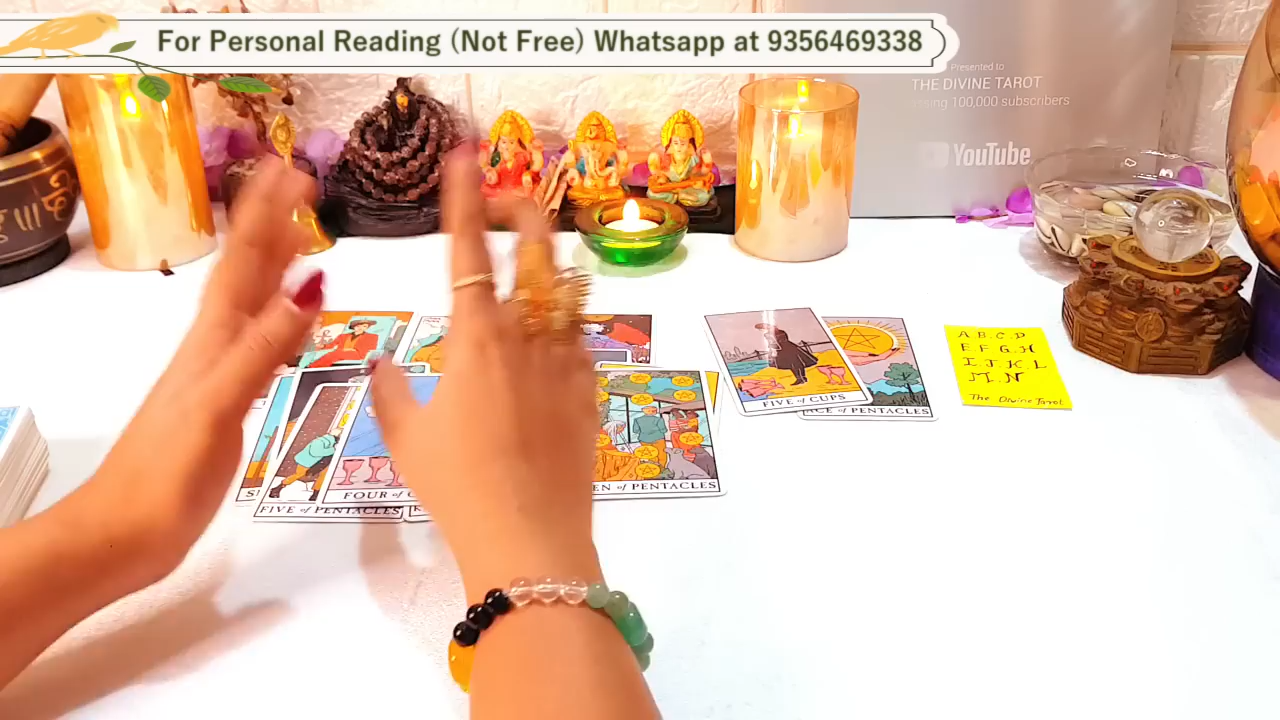 For Personal Reading (Not Free) Whatsapp at 9356469338
Presented to
THE DIVINE TAROT
100,000 subscribers
YouTube
FIVE of CUPS
ACE of PENTACLES
A B C D
E F G H
I J K L
M N
The Divine Tarot
FOUR of
EN of PENTACLES
FIVE of PENTACLES